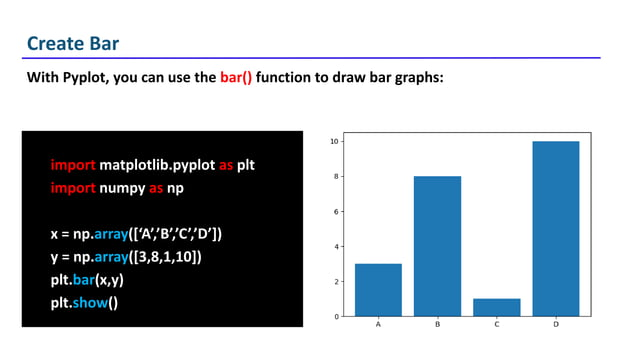 Create Bar
With Pyplot, you can use the bar() function to draw bar graphs:
import matplotlib.pyplot as plt
import numpy as np
x = np.array([‘A’,’B’,’C’,’D’])
y = np.array([3,8,1,10])
plt.bar(x,y)
plt.show()
10
8
6
4
2
0
A B C D